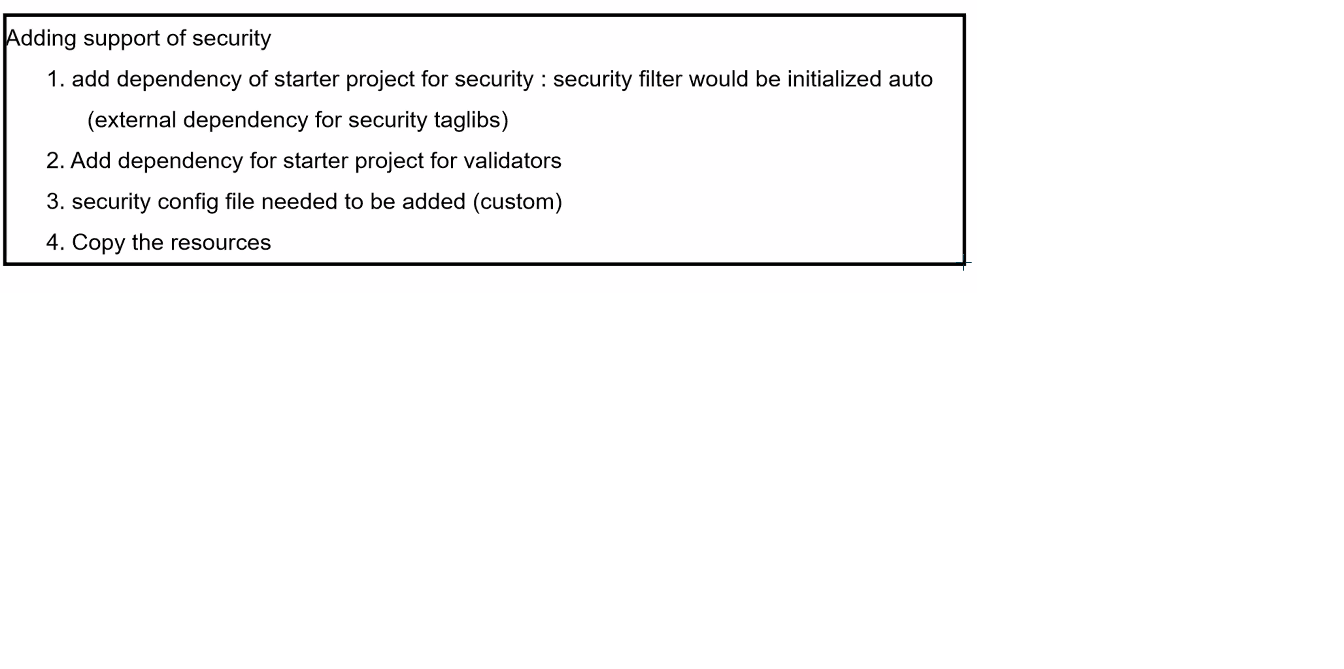 Adding support of security
1. add dependency of starter project for security : security filter would be initialized auto
(external dependency for security taglibs)
2. Add dependency for starter project for validators
3. security config file needed to be added (custom)
4. Copy the resources